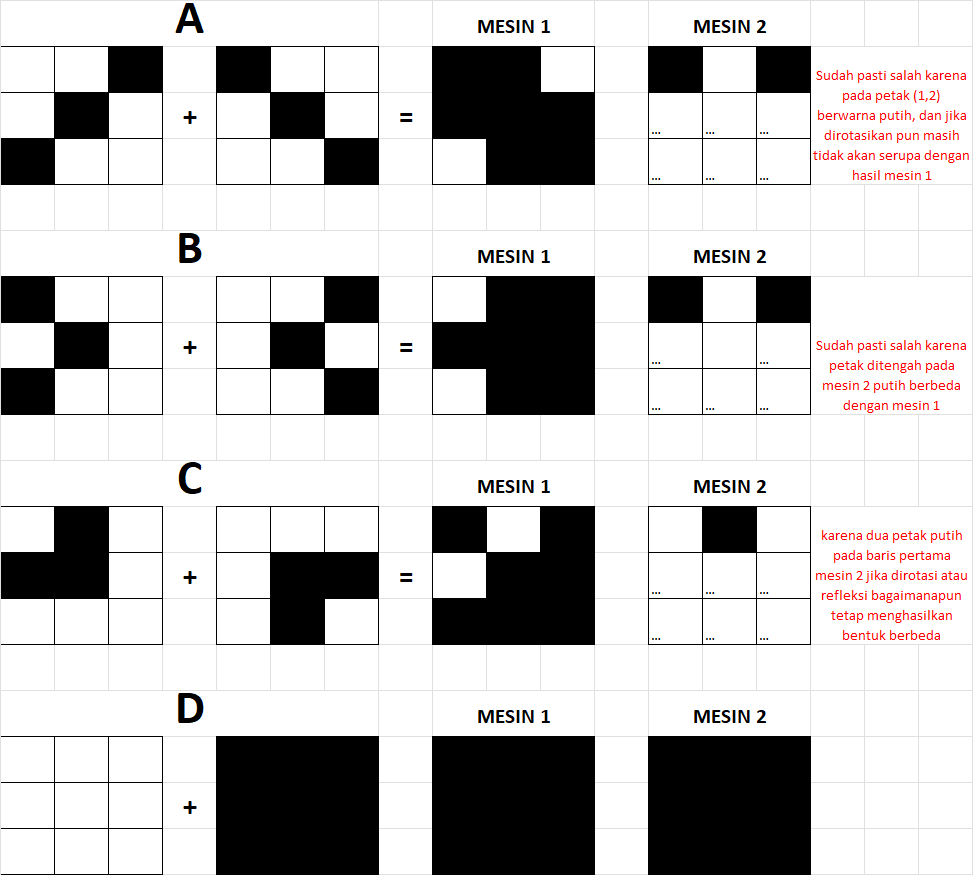 A
MESIN 1
MESIN 2
+
=
Sudah pasti salah karena
pada petak (1,2)
berwarna putih, dan jika
dirotasikan pun masih
tidak akan serupa dengan
hasil mesin 1
... ... ...
... ... ...
B
MESIN 1
MESIN 2
+
=
Sudah pasti salah karena
petak ditengah pada
mesin 2 putih berbeda
dengan mesin 1
... ... ...
... ... ...
C
MESIN 1
MESIN 2
+
=
karena dua petak putih
pada baris pertama
mesin 2 jika dirotasi atau
refleksi bagaimanapun
tetap menghasilkan
bentuk berbeda
... ... ...
... ... ...
D
MESIN 1
MESIN 2
+